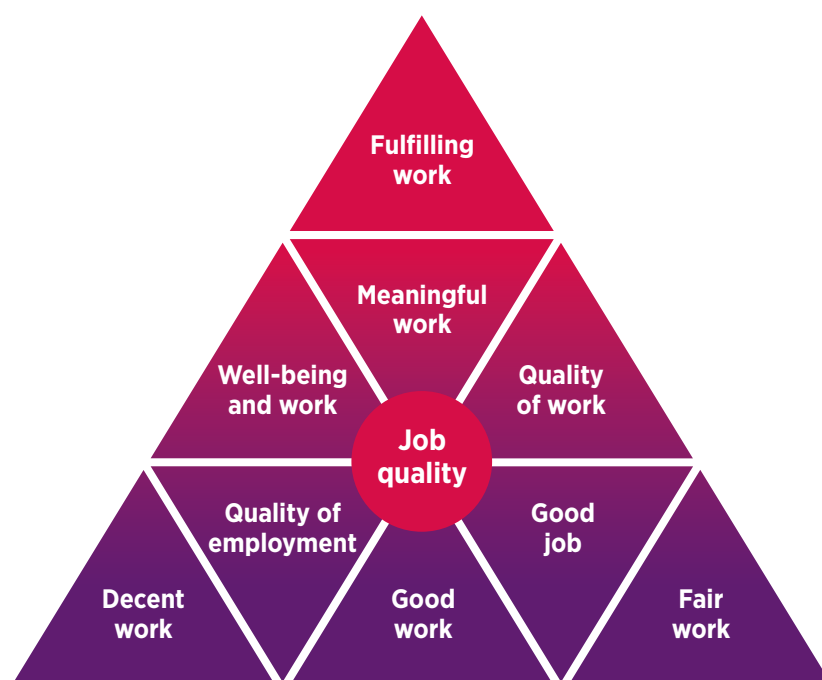 Fulfilling
work
Meaningful
work
Well-being
and work
Quality
of work
Job
quality
Quality of
employment
Good
job
Decent
work
Good
work
Fair
work